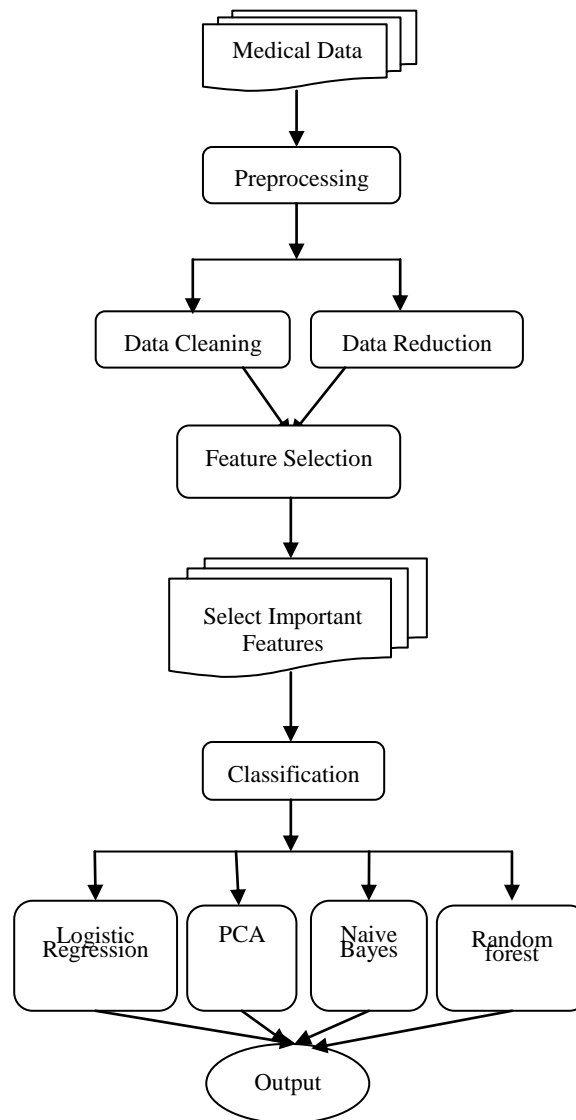 Medical Data
Preprocessing
Data Cleaning
Data Reduction
Feature Selection
Select Important
Features
Classification
Logistic
Regression
PCA
Naive
Bayes
Random
forest
Output